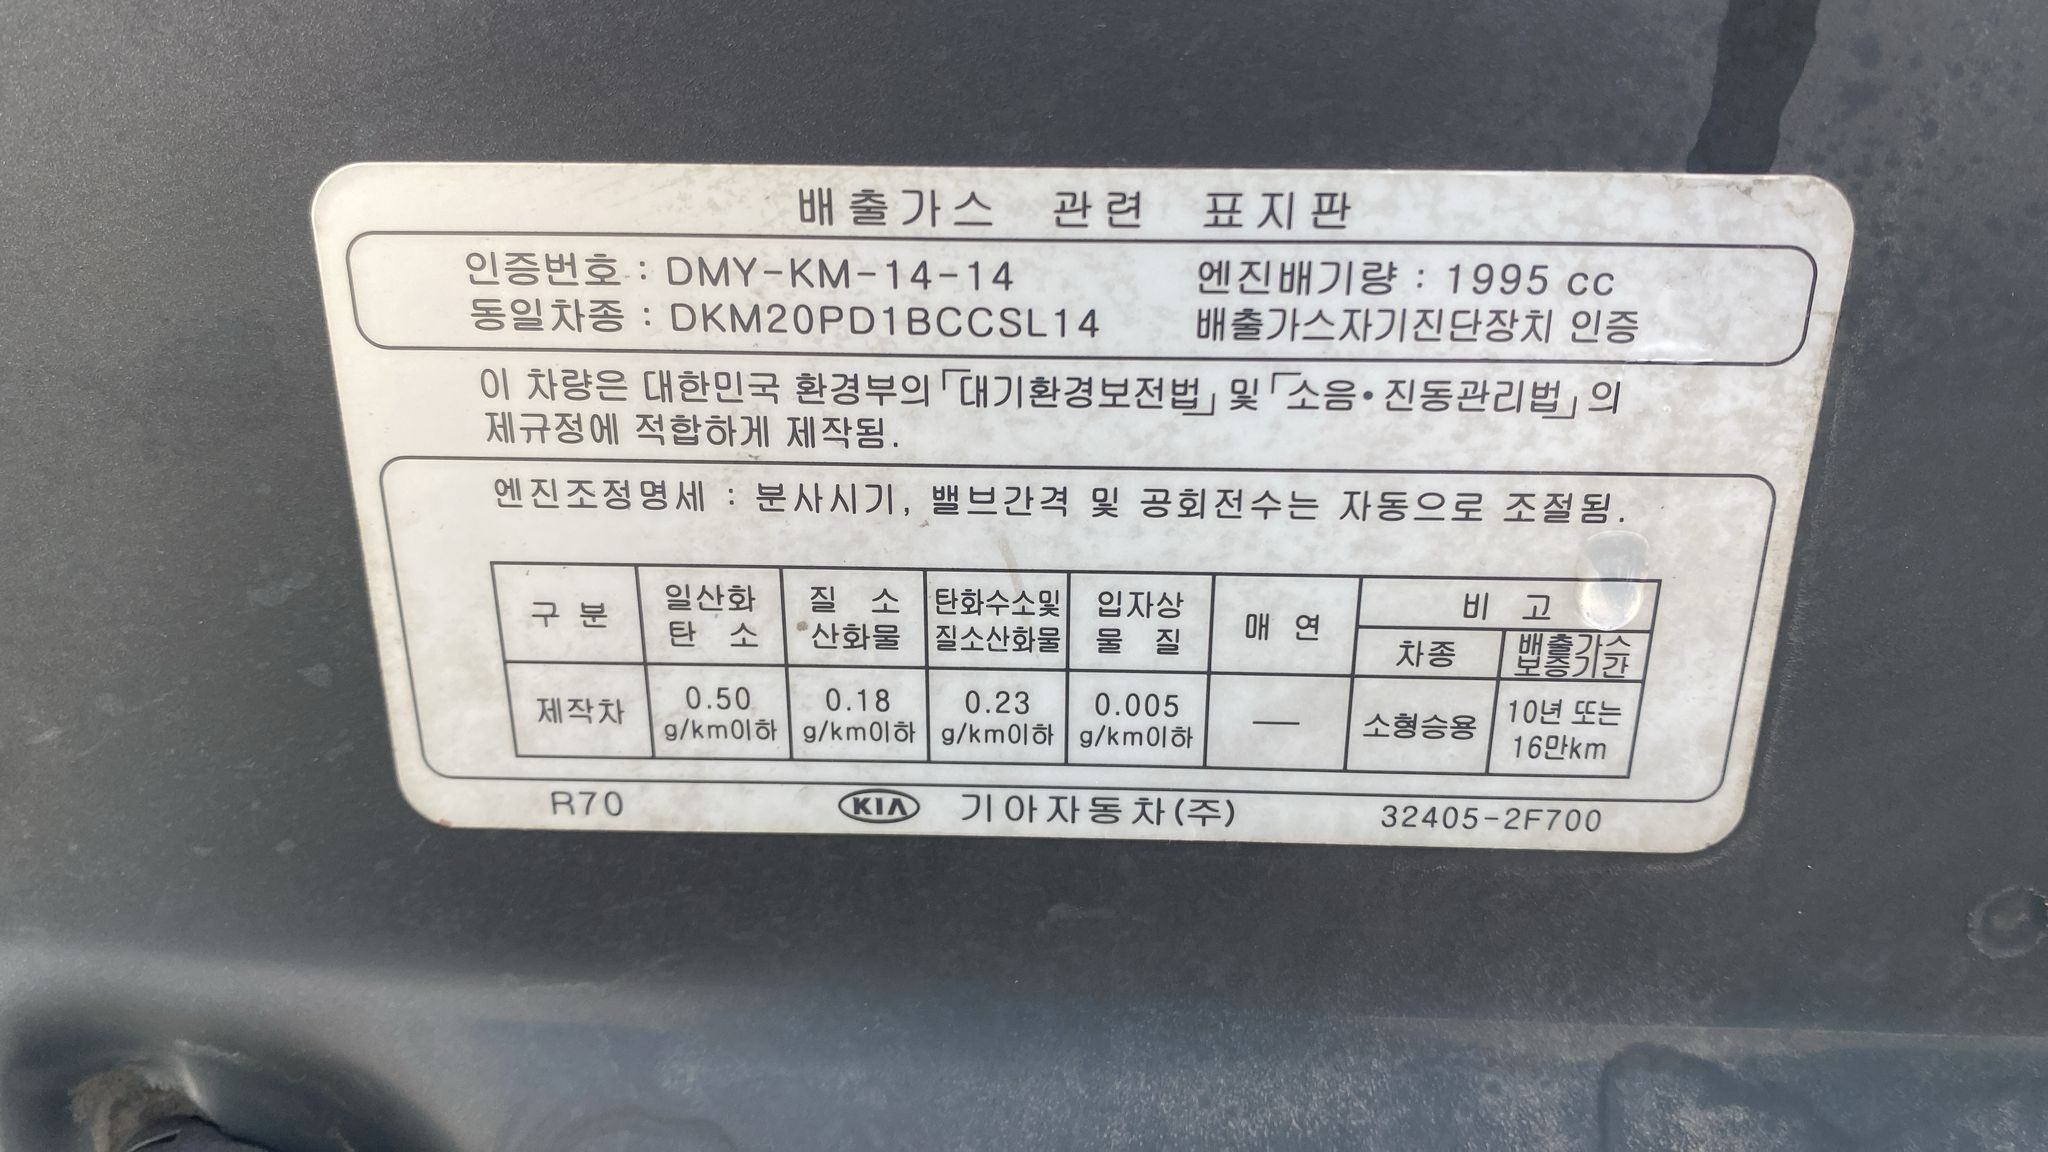 배출가스 관련 표지판
인증번호 : DMY-KM-14-14 엔진배기량 : 1995 cc
동일차종 : DKM20PD1BCCSL14 배출가스자기진단장치 인증
이 차량은 대한민국 환경부의 「대기환경보전법」 및 「소음•진동관리법」 의
제규정에 적합하게 제작됨.
엔진조정명세 : 분사시기, 밸브간격 및 공회전수는 자동으로 조절됨.
구 분 일산화 탄 소 질 소 산화물 탄화수소및 질소산화물 입자상 물 질 매 연 비 고
차종 배출가스 보증기간
제작차 0.50 g/km이하 0.18 g/km이하 0.23 g/km이하 0.005 g/km이하 — 소형승용 10년 또는 16만km
R70 KIA 기아자동차(주) 32405-2F700